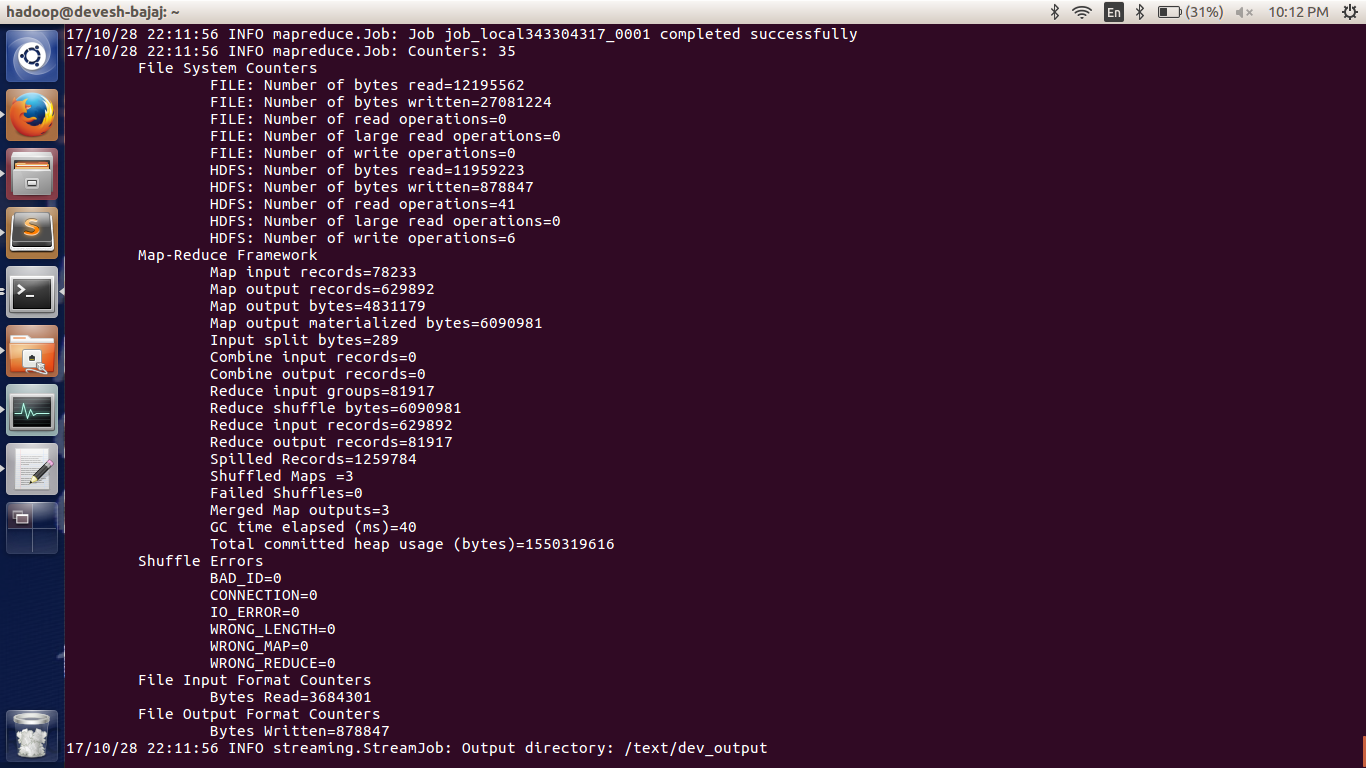 hadoop@devesh-bajaj: ~
En
(31%)
10:12 PM
17/10/28 22:11:56 INFO mapreduce.Job: Job job_local343304317_0001 completed successfully
17/10/28 22:11:56 INFO mapreduce.Job: Counters: 35
File System Counters
FILE: Number of bytes read=12195562
FILE: Number of bytes written=27081224
FILE: Number of read operations=0
FILE: Number of large read operations=0
FILE: Number of write operations=0
HDFS: Number of bytes read=11959223
HDFS: Number of bytes written=878847
HDFS: Number of read operations=41
HDFS: Number of large read operations=0
HDFS: Number of write operations=6
Map-Reduce Framework
Map input records=78233
Map output records=629892
Map output bytes=4831179
Map output materialized bytes=6090981
Input split bytes=289
Combine input records=0
Combine output records=0
Reduce input groups=81917
Reduce shuffle bytes=6090981
Reduce input records=629892
Reduce output records=81917
Spilled Records=1259784
Shuffled Maps =3
Failed Shuffles=0
Merged Map outputs=3
GC time elapsed (ms)=40
Total committed heap usage (bytes)=1550319616
Shuffle Errors
BAD_ID=0
CONNECTION=0
IO_ERROR=0
WRONG_LENGTH=0
WRONG_MAP=0
WRONG_REDUCE=0
File Input Format Counters
Bytes Read=3684301
File Output Format Counters
Bytes Written=878847
17/10/28 22:11:56 INFO streaming.StreamJob: Output directory: /text/dev_output